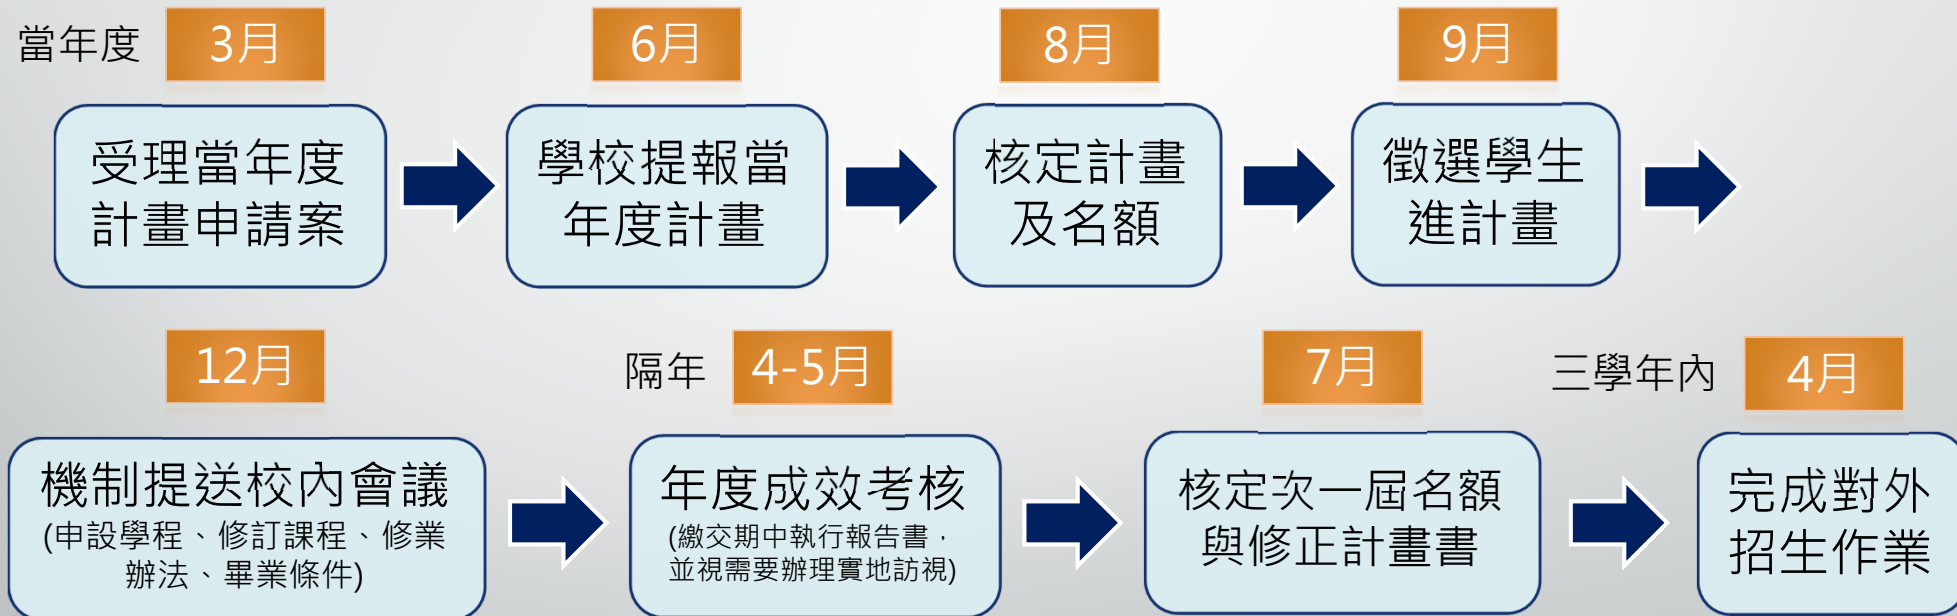 當年度
3月
受理當年度
計畫申請案
6月
學校提報當
年度計畫
8月
核定計畫
及名額
9月
徵選學生
進計畫
12月
機制提送校內會議
(申設學程、修訂課程、修業
辦法、畢業條件)
隔年
4-5月
年度成效考核
(繳交期中執行報告書，
並視需要辦理實地訪視)
7月
核定次一屆名額
與修正計畫書
三學年內
4月
完成對外
招生作業